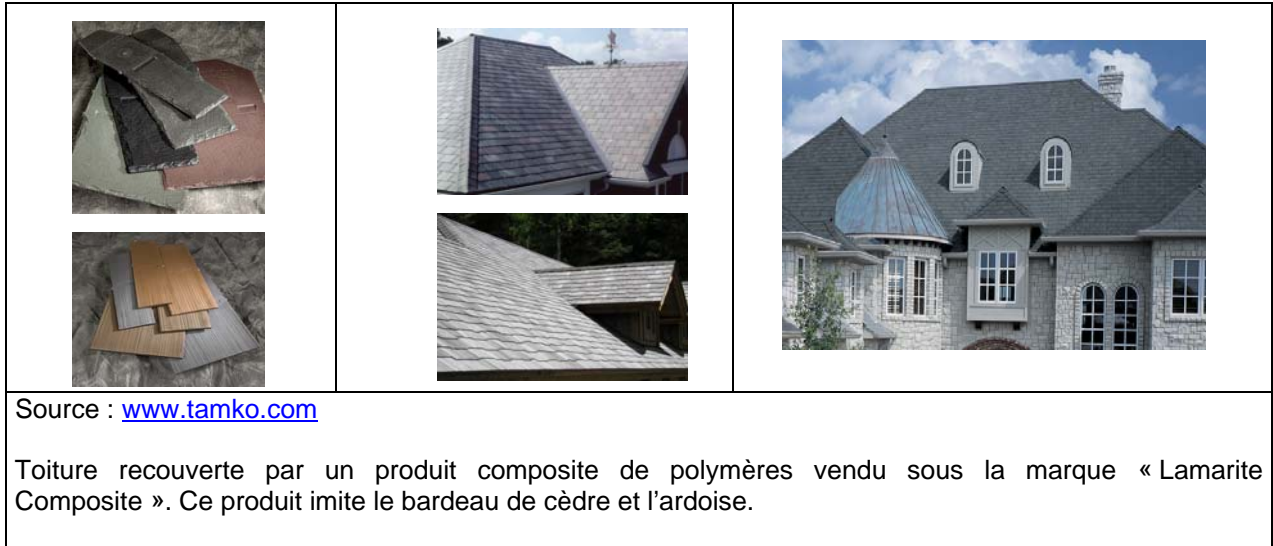 Source : www.tamko.com
Toiture recouverte par un produit composite de polymères vendu sous la marque « Lamarite
Composite ». Ce produit imite le bardeau de cèdre et l’ardoise.